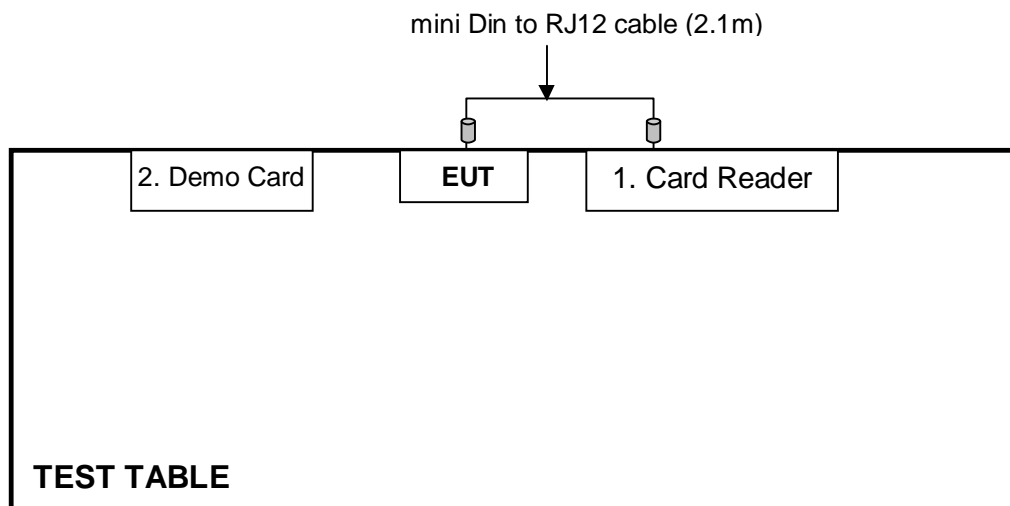 mini Din to RJ12 cable (2.1m)
2. Demo Card
EUT
1. Card Reader
TEST TABLE